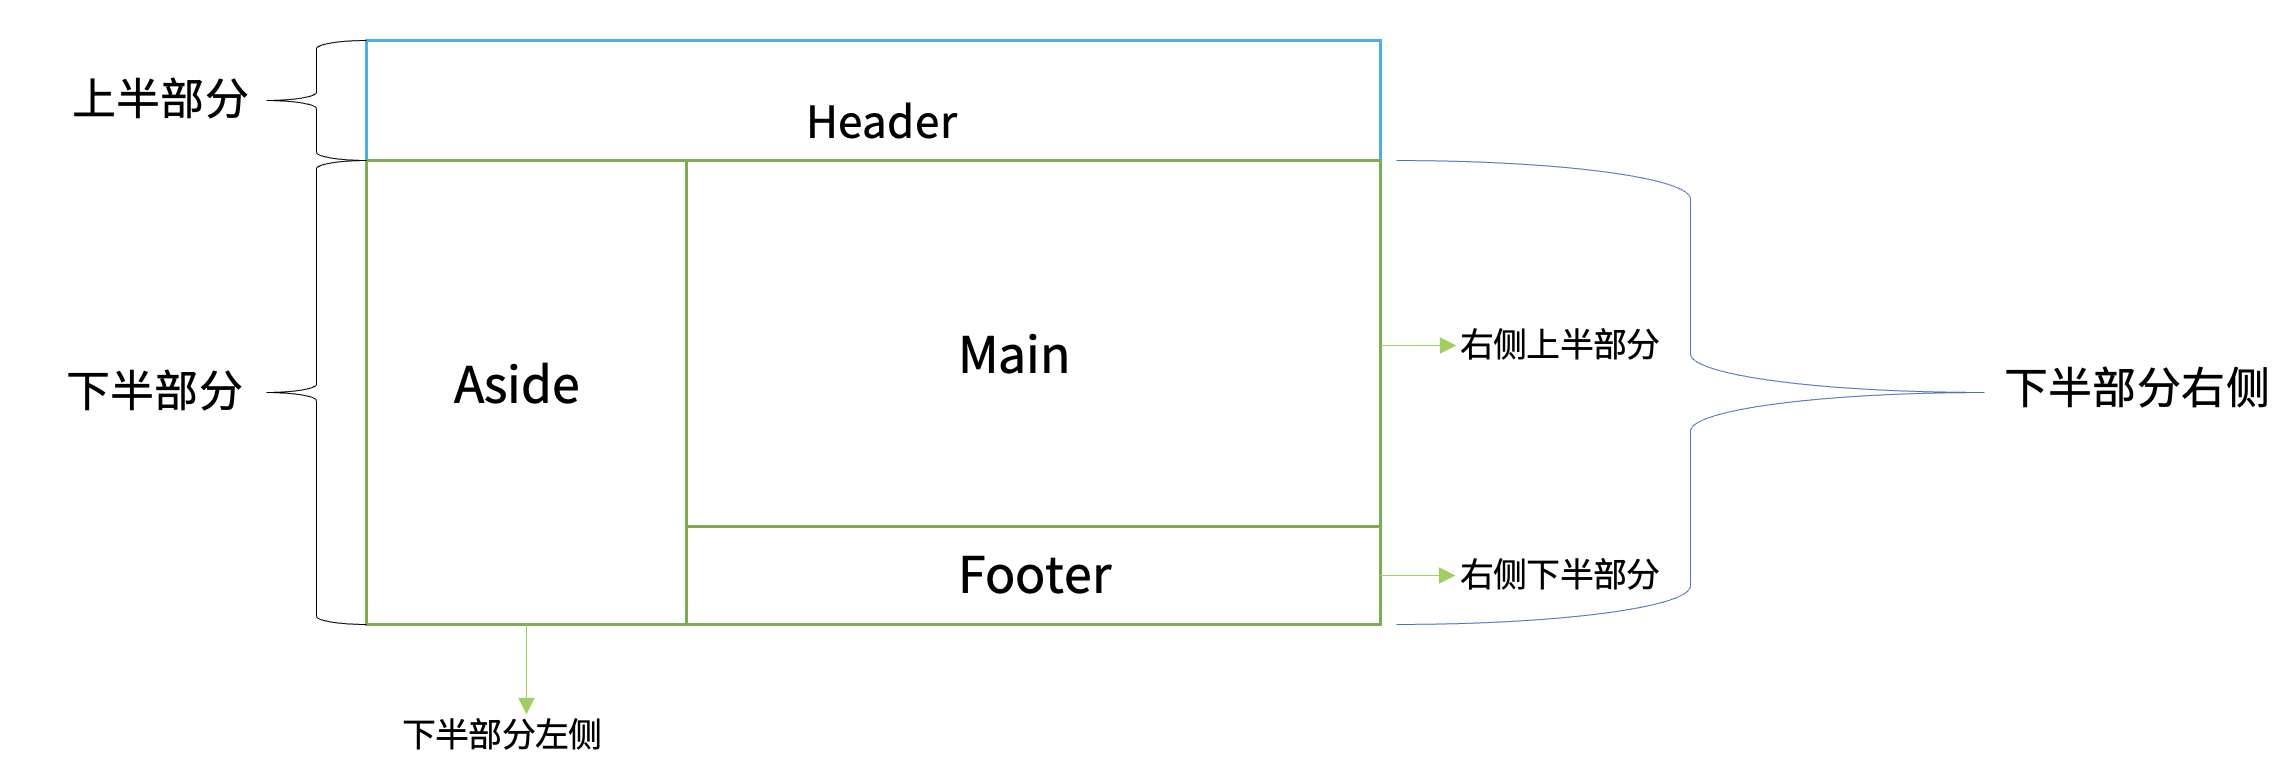 上半部分
Header
下半部分
Aside
Main
右侧上半部分
下半部分右侧
Footer
右侧下半部分
下半部分左侧